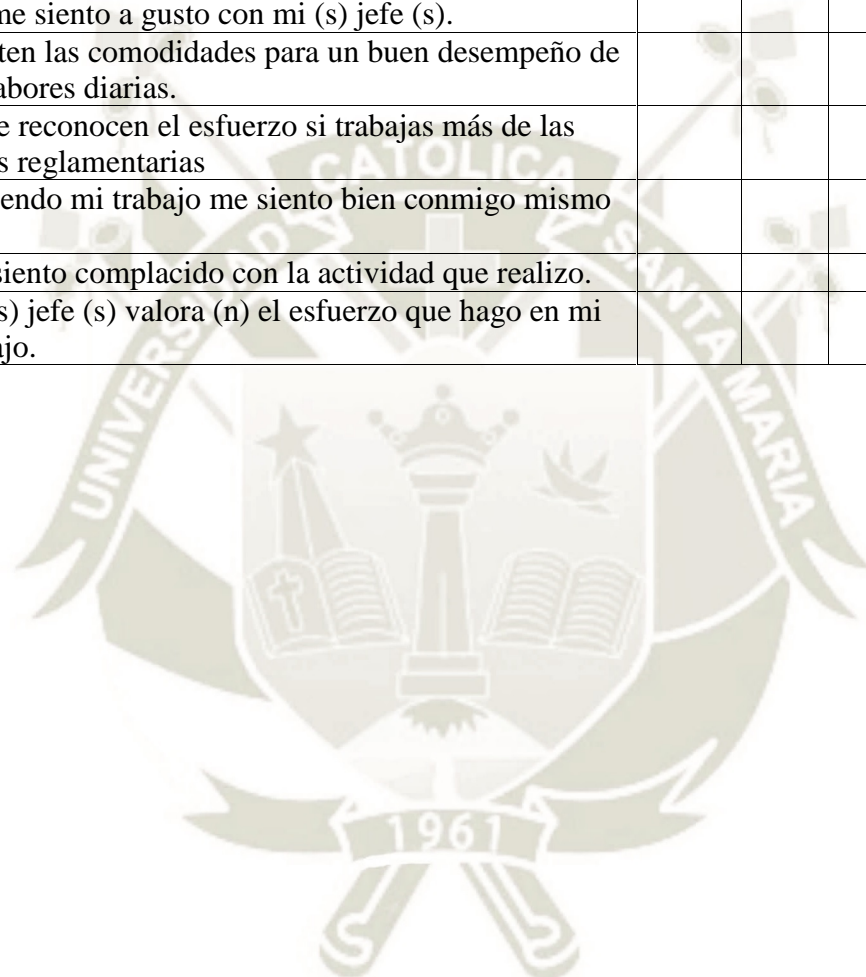 me siento a gusto con mi (s) jefe (s).
ten las comodidades para un buen desempeño de
abores diarias.
e reconocen el esfuerzo si trabajas más de las
s reglamentarias
endo mi trabajo me siento bien conmigo mismo
siento complacido con la actividad que realizo.
s) jefe (s) valora (n) el esfuerzo que hago en mi
ajo.
UNIVERSIDAD CATOLICA SANTA MARIA
1961